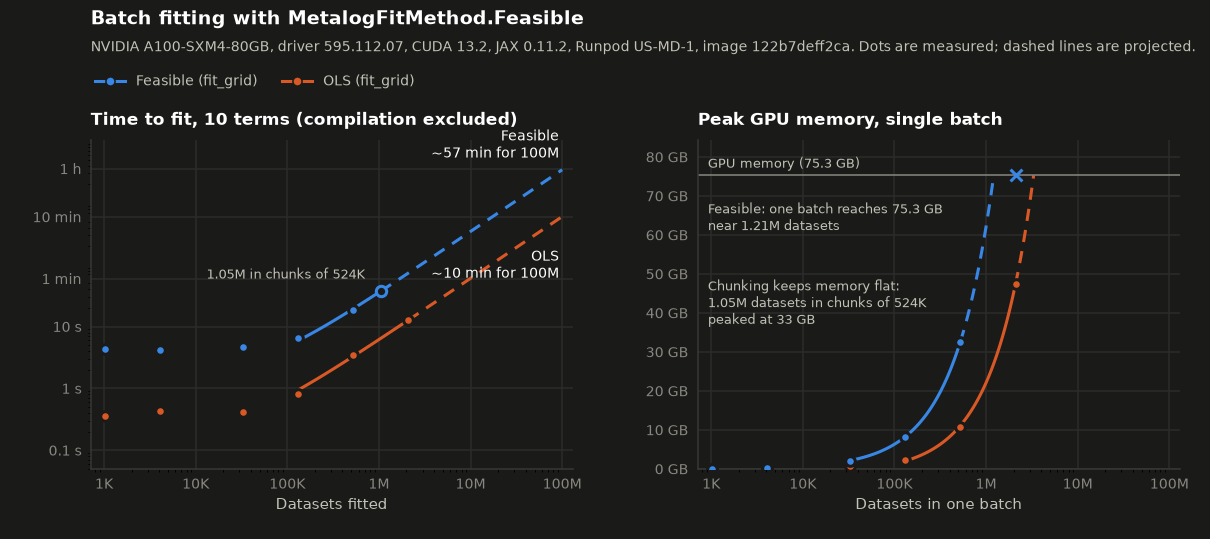 Batch fitting with MetalogFitMethod.Feasible
NVIDIA A100-SXM4-80GB, driver 595.112.07, CUDA 13.2, JAX 0.11.2, Runpod US-MD-1, image 122b7deff2ca. Dots are measured; dashed lines are projected.
Feasible (fit_grid)
OLS (fit_grid)
Time to fit, 10 terms (compilation excluded)
Feasible
~57 min for 100M
1 h
10 min
1 min
10 s
1 s
0.1 s
1.05M in chunks of 524K
OLS
~10 min for 100M
1K
10K
100K
1M
10M
100M
Datasets fitted
Peak GPU memory, single batch
80 GB
70 GB
60 GB
50 GB
40 GB
30 GB
20 GB
10 GB
0 GB
GPU memory (75.3 GB)
Feasible: one batch reaches 75.3 GB
near 1.21M datasets
Chunking keeps memory flat:
1.05M datasets in chunks of 524K
peaked at 33 GB
1K
10K
100K
1M
10M
100M
Datasets in one batch